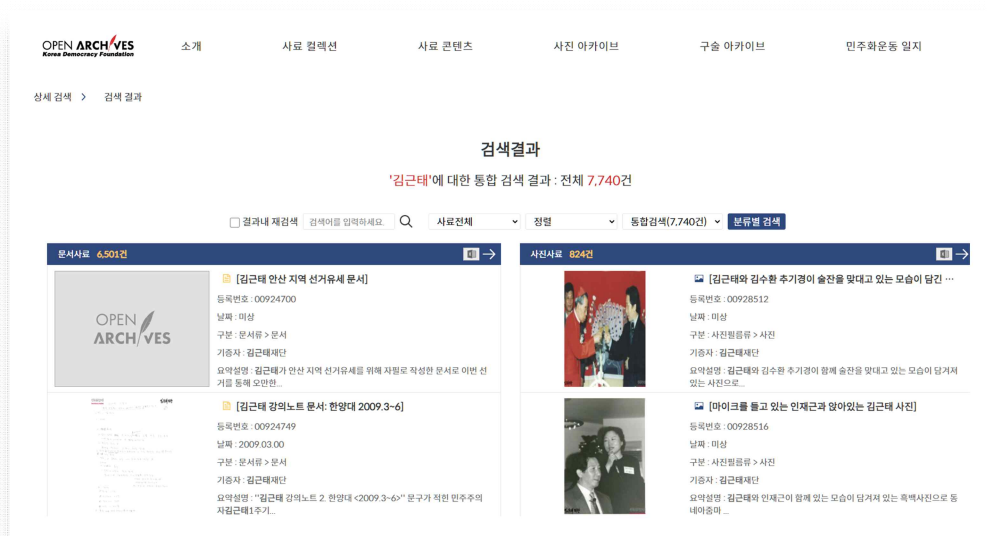 OPEN ARCHIVES
Korea Democracy Foundation
소개
사료 컬렉션
사료 콘텐츠
사진 아카이브
구술 아카이브
민주화운동 일지
상세 검색 > 검색 결과
검색결과
'김근태'에 대한 통합 검색 결과 : 전체 7,740건
결과내 재검색
검색어를 입력하세요.
사료전체
정렬
통합검색(7.740건)
분류별 검색
문서사료 6,501건
[김근태 안산 지역 선거유세 문서]
등록번호 : 00924700
날짜 : 미상
구분 : 문서류 > 문서
기증자 : 김근태재단
요약설명 : 김근태가 안산 지역 선거유세를 위해 자필로 작성한 문서로 이번 선
거를 통해 오만한...
OPEN
ARCHIVES
[김근태 강의노트 문서: 한양대 2009.3~6]
등록번호 : 00924749
날짜 : 2009.03.00
구분 : 문서류 > 문서
기증자 : 김근태재단
요약설명 : "김근태 강의노트 2. 한양대 <2009.3~6>" 문구가 적힌 민주주의
자김근태1주기...
사진사료 824건
[김근태와 김수환 추기경이 술잔을 맞대고 있는 모습이 담긴 …
등록번호 : 00928512
날짜 : 미상
구분 : 사진필름류 > 사진
기증자 : 김근태재단
요약설명 : 김근태와 김수환 추기경이 함께 술잔을 맞대고 있는 모습이 담겨져
있는 사진으로...
[마이크를 들고 있는 인재근과 앉아있는 김근태 사진]
등록번호 : 00928516
날짜 : 미상
구분 : 사진필름류 > 사진
기증자 : 김근태재단
요약설명 : 김근태와 인재근이 함께 있는 모습이 담겨져 있는 흑백사진으로 동
네아줌마 ...